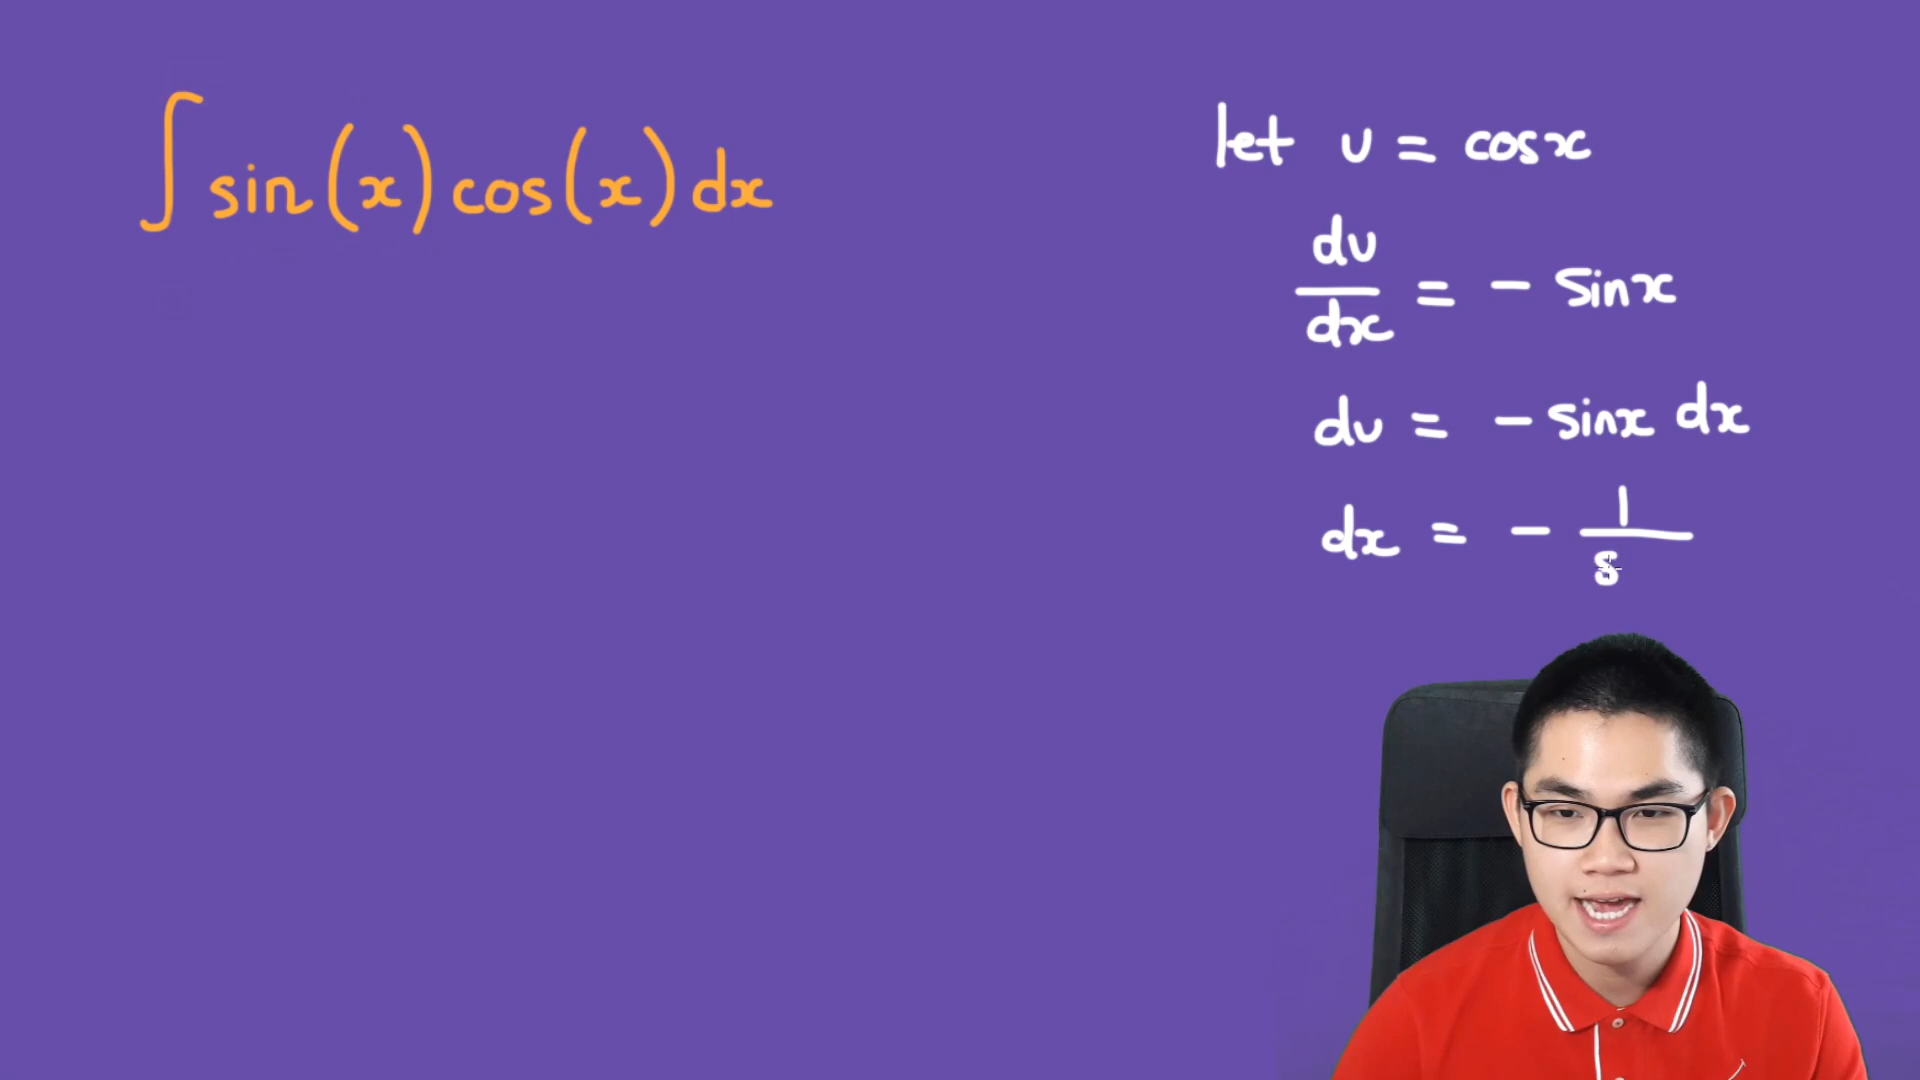 ∫ sin(x) cos(x) dx
let u = cosx
du/dx = - sinx
du = - sinx dx
dx = - 1/s